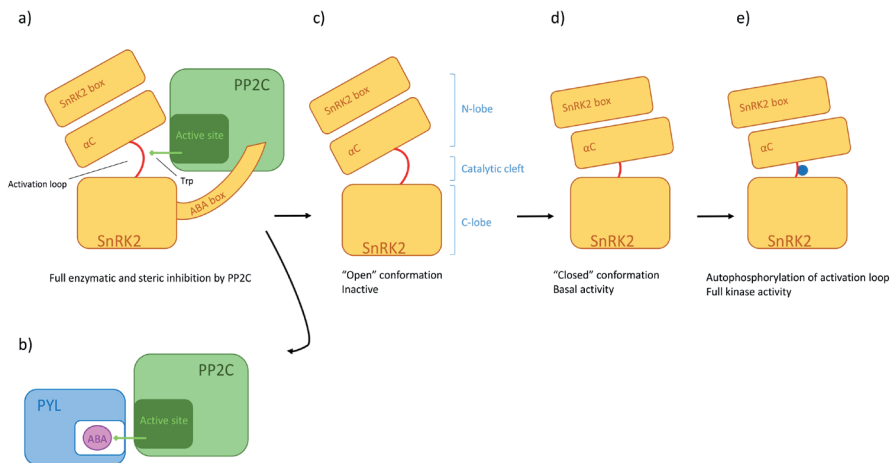 a)
SnRK2 box
αC
PP2C
Active site
Activation loop
Trp
ABA box
SnRK2
Full enzymatic and steric inhibition by PP2C
c)
SnRK2 box
αC
SnRK2
N-lobe
Catalytic cleft
C-lobe
“Open” conformation
Inactive
d)
SnRK2 box
αC
SnRK2
“Closed” conformation
Basal activity
e)
SnRK2 box
αC
SnRK2
Autophosphorylation of activation loop
Full kinase activity
b)
PYL
ABA
PP2C
Active site